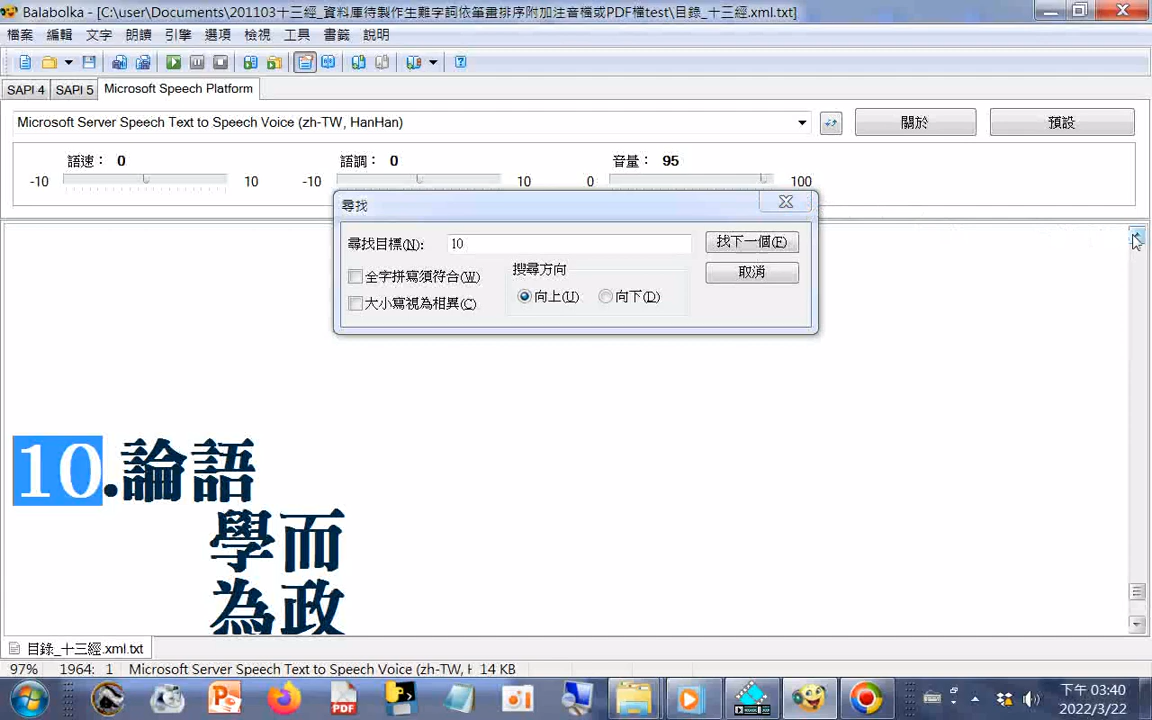 Balabolka - [C:\user\Documents\201103十三經_資料庫待製作生難字詞依筆畫排序附加注音檔或PDF檔test\目錄_十三經.xml.txt]
檔案 編輯 文字 朗讀 引擎 選項 檢視 工具 書籤 說明
SAPI 4 SAPI 5 Microsoft Speech Platform
Microsoft Server Speech Text to Speech Voice (zh-TW, HanHan) 關於 預設
語速： 0 語調： 0 音量： 95
-10 10 -10 10 0 100
尋找
尋找目標(N): 10 找下一個(F)
全字拼寫須符合(W) 搜尋方向 取消
大小寫視為相異(C) 向上(U) 向下(D)
10.論語
學而
為政
目錄_十三經.xml.txt
97% 1964: 1 Microsoft Server Speech Text to Speech Voice (zh-TW, H 14 KB
下午 03:40
2022/3/22